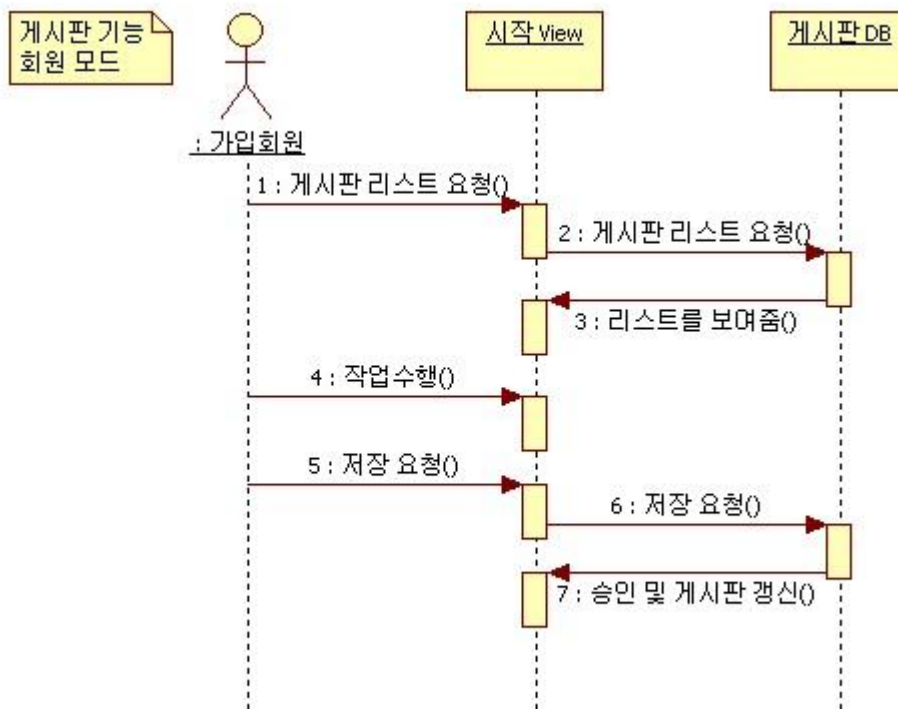 게시판 기능
회원 모드
시작 View
게시판 DB
: 가입회원
1 : 게시판 리스트 요청()
2 : 게시판 리스트 요청()
3 : 리스트를 보여줌()
4 : 작업수행()
5 : 저장 요청()
6 : 저장 요청()
7 : 승인 및 게시판 갱신()